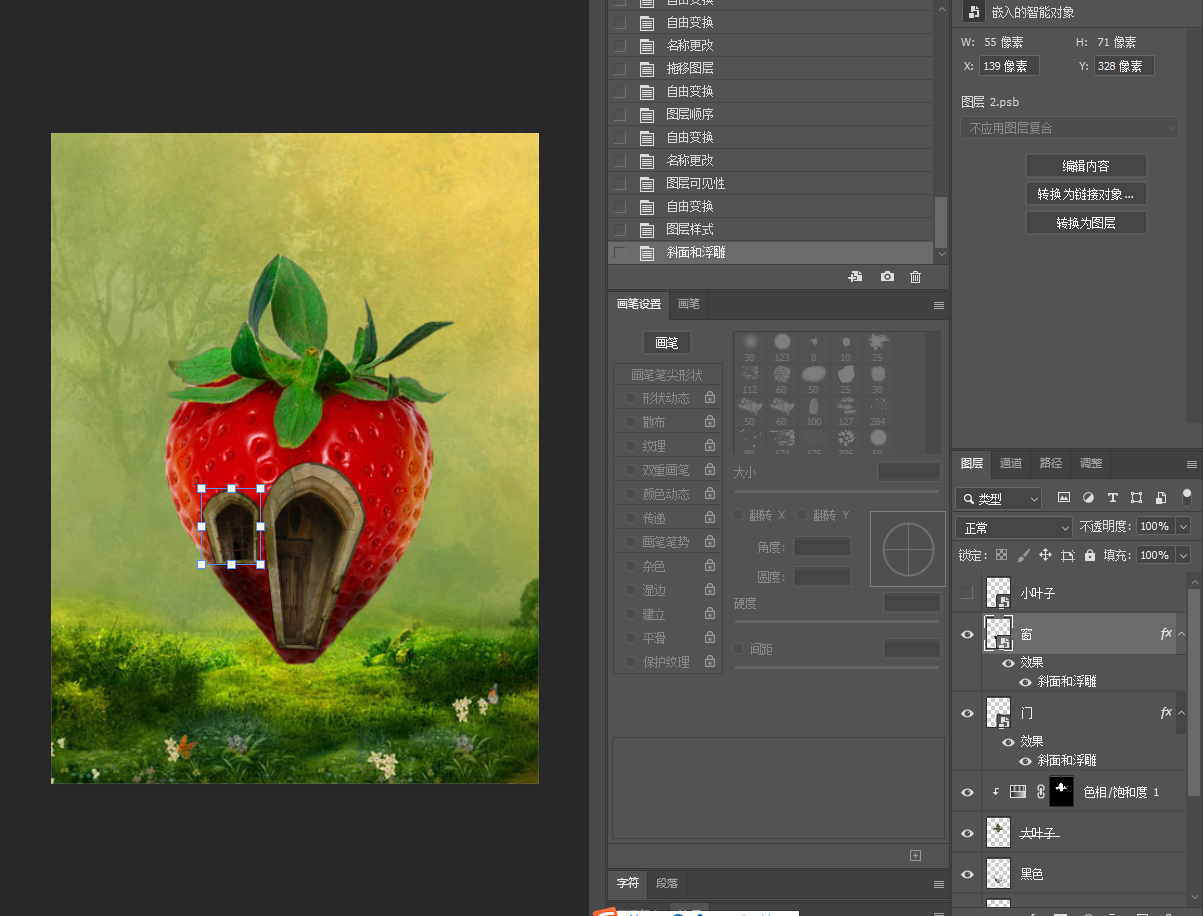 自由变换
自由变换
名称更改
拖移图层
自由变换
图层顺序
自由变换
名称更改
图层可见性
自由变换
图层样式
斜面和浮雕
画笔设置 画笔
画笔
画笔笔尖形状
形状动态
散布
纹理
双重画笔
颜色动态
传递
画笔笔势
杂色
湿边
建立
平滑
保护纹理
30 123 8 10 25
112 60 50 25 30
50 60 100 127 284
大小
翻转 X 翻转 Y
角度:
圆度:
硬度
间距
字符 段落
嵌入的智能对象
W: 55 像素 H: 71 像素
X: 139 像素 Y: 328 像素
图层 2.psb
不应用图层复合
编辑内容
转换为链接对象...
转换为图层
图层 通道 路径 调整
类型
正常 不透明度: 100%
锁定: 填充: 100%
小叶子
窗 fx
效果
斜面和浮雕
门 fx
效果
斜面和浮雕
色相/饱和度 1
大叶子
黑色